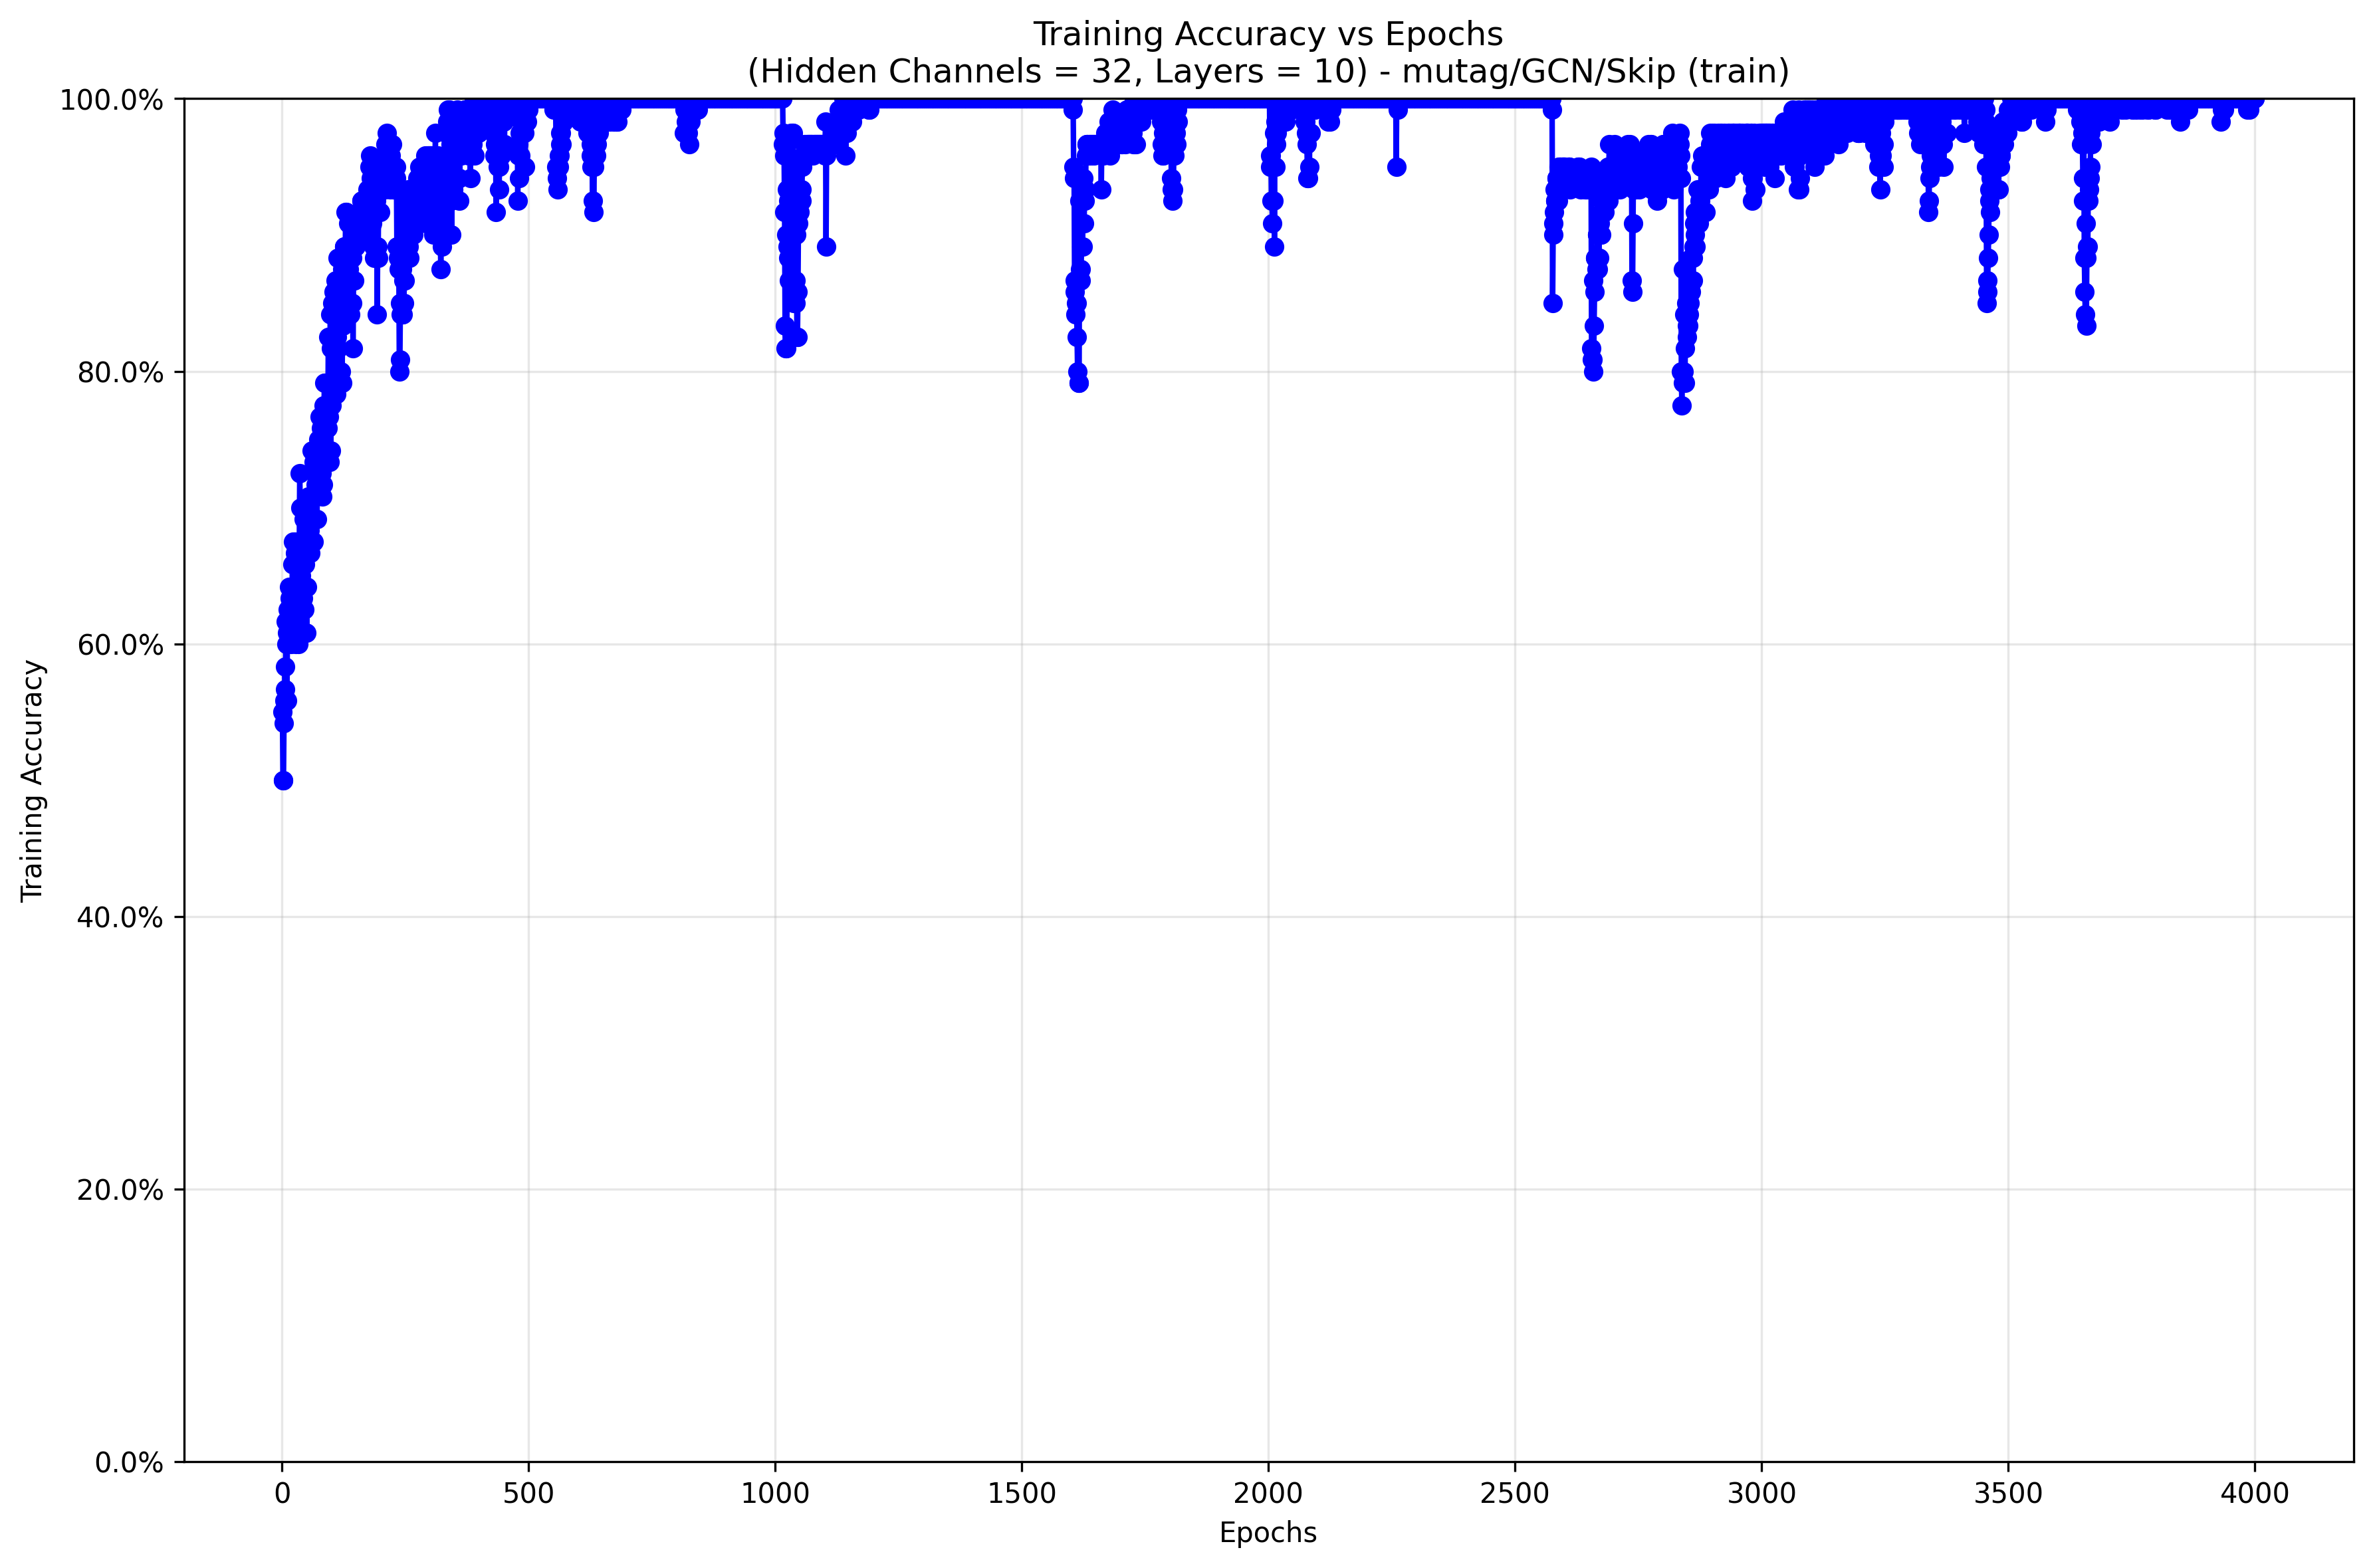 Training Accuracy vs Epochs
(Hidden Channels = 32, Layers = 10) - mutag/GCN/Skip (train)
100.0%
80.0%
60.0%
40.0%
20.0%
0.0%
Training Accuracy
0 500 1000 1500 2000 2500 3000 3500 4000
Epochs